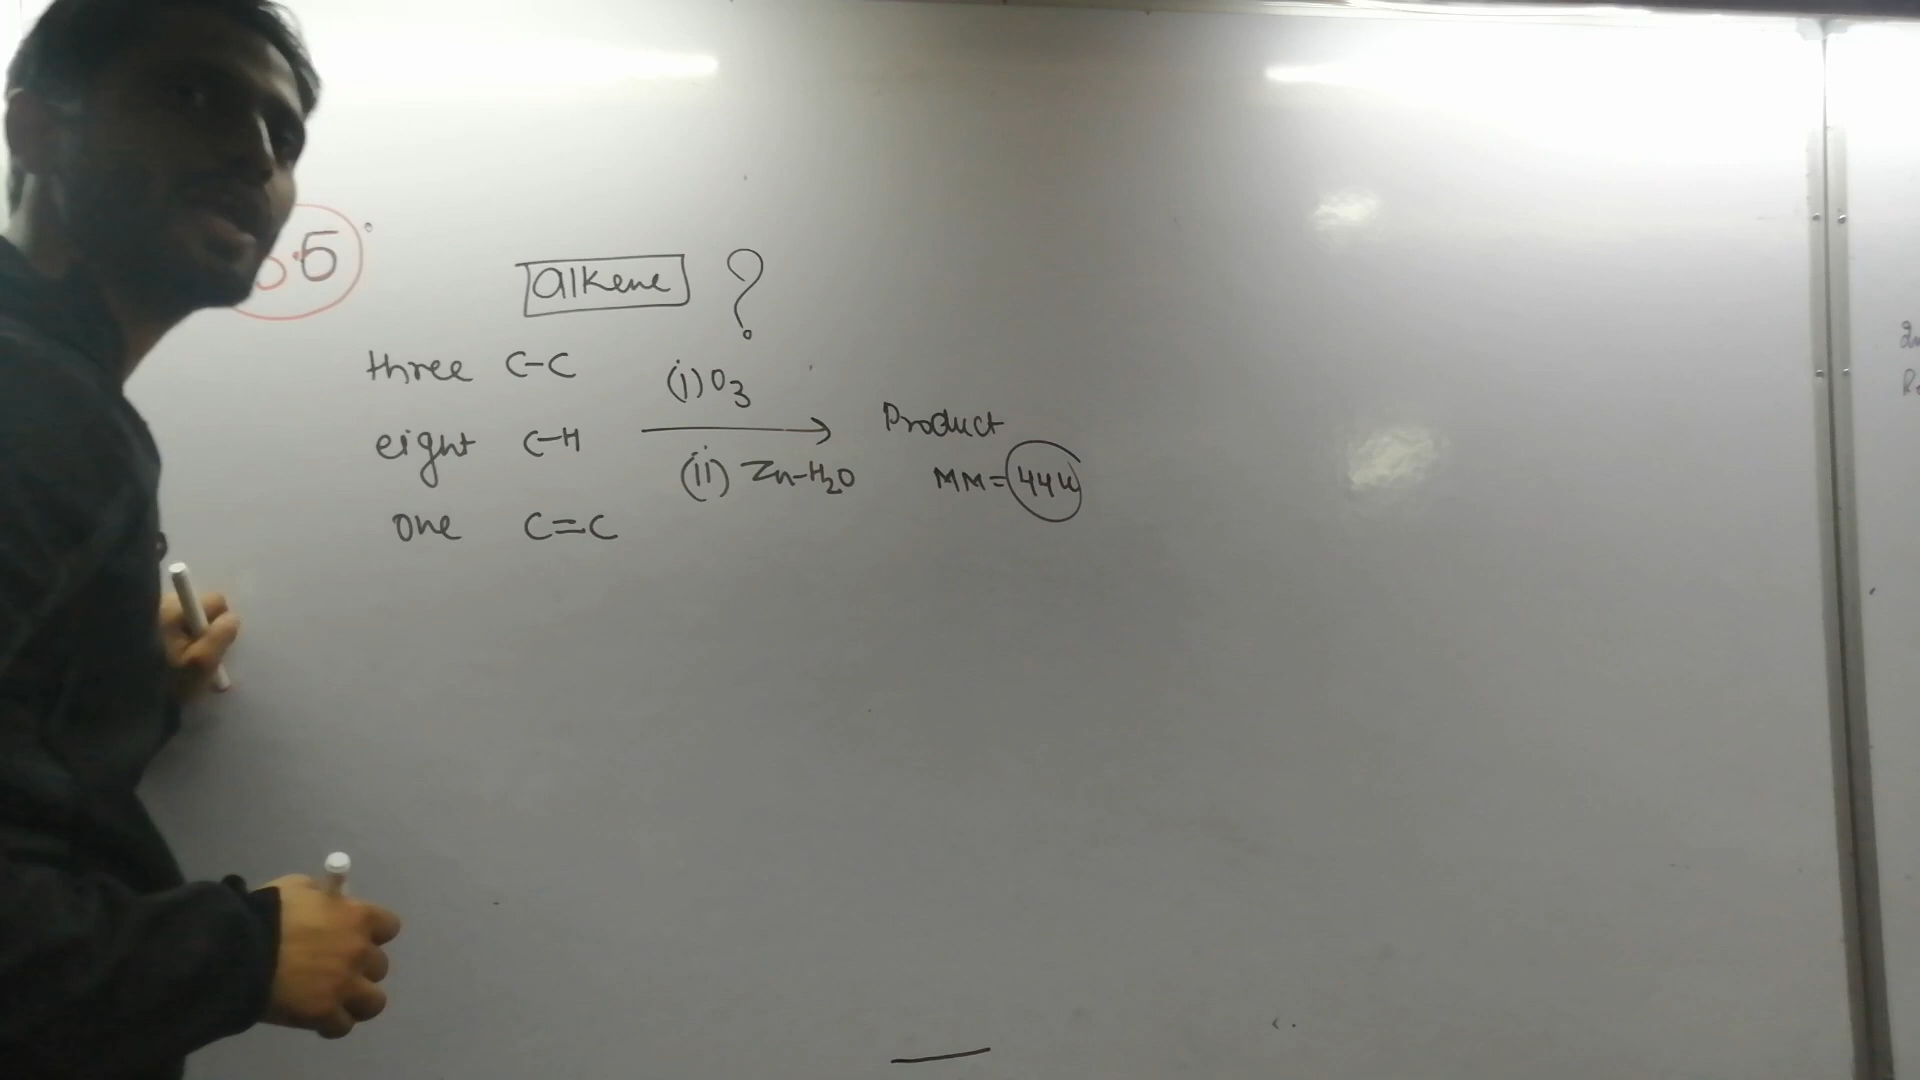 .5
alkene ?
three C-C
eight C-H
one C=C
(i) O3
(ii) Zn-H2O
Product
MM=44u